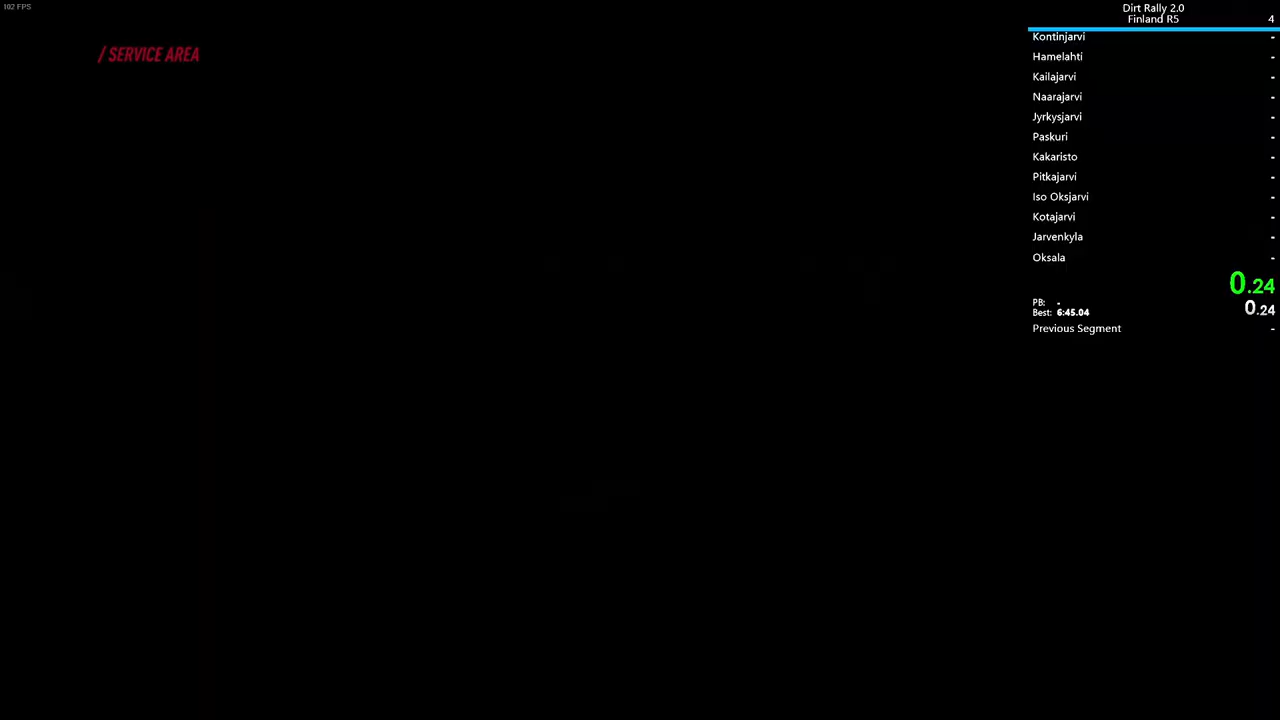 102 FPS
Dirt Rally 2.0
Finland R5 4
/ SERVICE AREA
Kontinjarvi -
Hamelahti -
Kailajarvi -
Naarajarvi -
Jyrkysjarvi -
Paskuri -
Kakaristo -
Pitkajarvi -
Iso Oksjarvi -
Kotajarvi -
Jarvenkyla -
Oksala -
0.24
PB: -
Best: 6:45.04 0.24
Previous Segment -